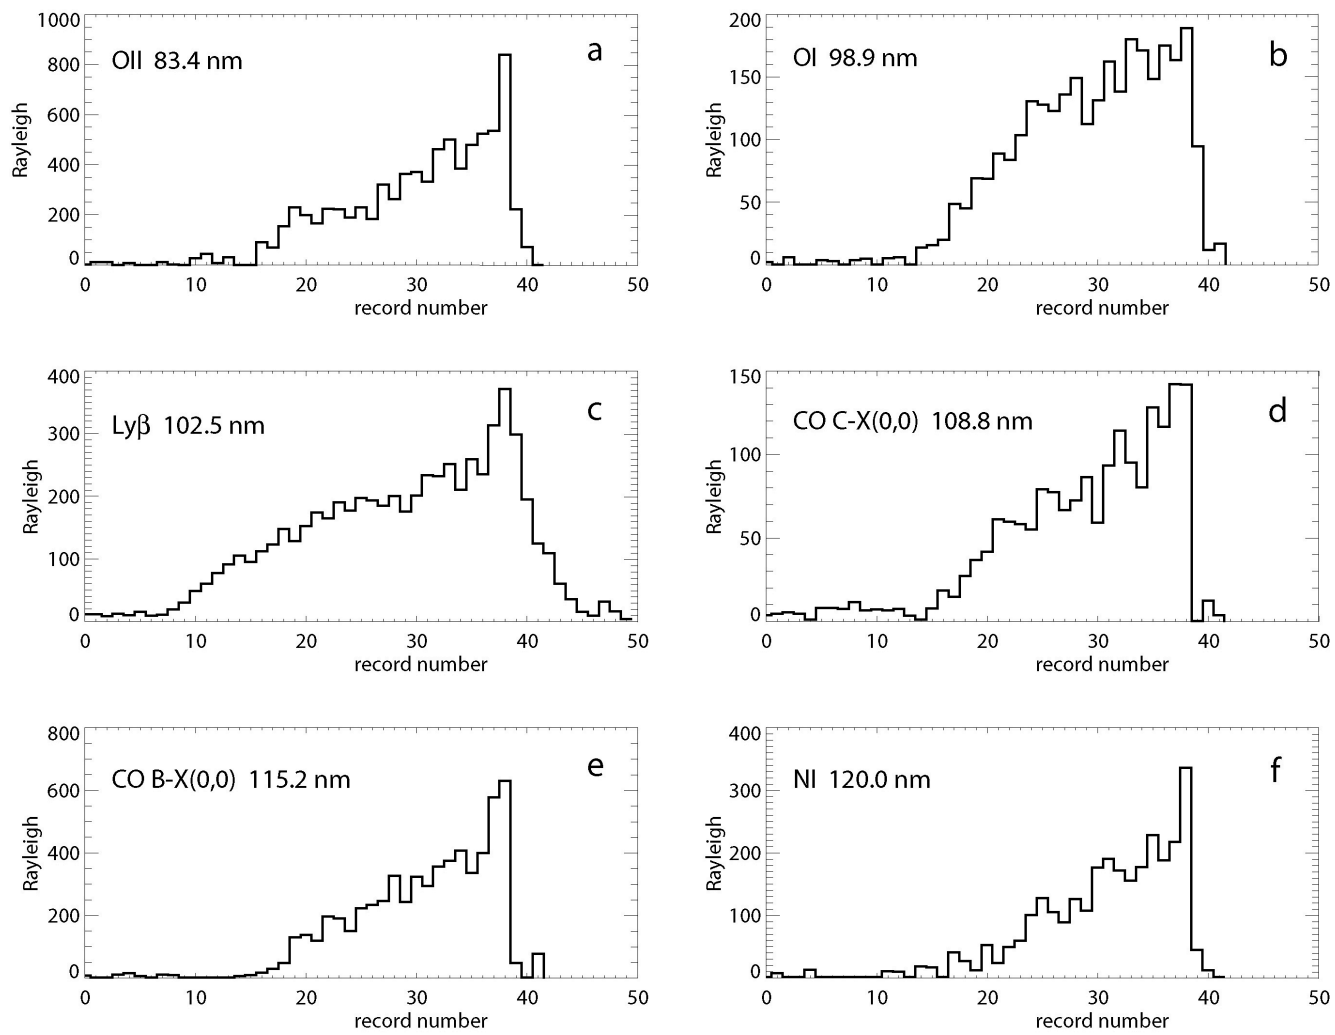 1000
800
600
400
200
0
Rayleigh
OII 83.4 nm
a
0 10 20 30 40 50
record number
200
150
100
50
0
Rayleigh
OI 98.9 nm
b
0 10 20 30 40 50
record number
400
300
200
100
0
Rayleigh
Lyβ 102.5 nm
c
0 10 20 30 40 50
record number
150
100
50
0
Rayleigh
CO C-X(0,0) 108.8 nm
d
0 10 20 30 40 50
record number
800
600
400
200
0
Rayleigh
CO B-X(0,0) 115.2 nm
e
0 10 20 30 40 50
record number
400
300
200
100
0
Rayleigh
NI 120.0 nm
f
0 10 20 30 40 50
record number